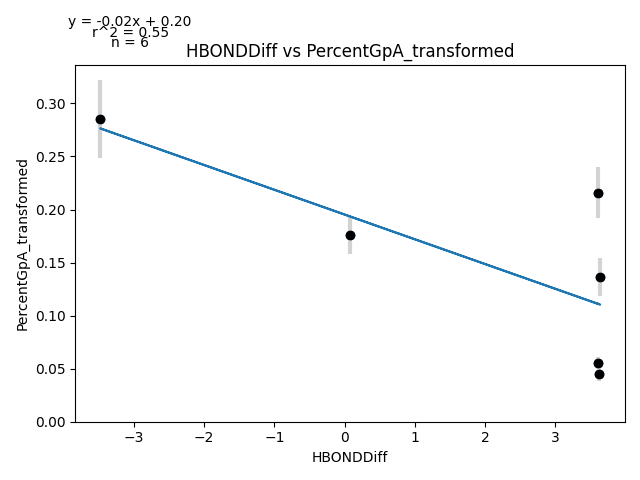 y = -0.02x + 0.20
r^2 = 0.55
n = 6
HBONDDiff vs PercentGpA_transformed
PercentGpA_transformed
0.30
0.25
0.20
0.15
0.10
0.05
0.00
−3 −2 −1 0 1 2 3
HBONDDiff